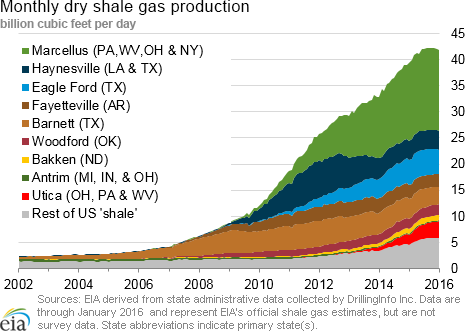 Monthly dry shale gas production
billion cubic feet per day
Marcellus (PA,WV,OH & NY)
Haynesville (LA & TX)
Eagle Ford (TX)
Fayetteville (AR)
Barnett (TX)
Woodford (OK)
Bakken (ND)
Antrim (MI, IN, & OH)
Utica (OH, PA & WV)
Rest of US 'shale'
45
40
35
30
25
20
15
10
5
0
2002 2004 2006 2008 2010 2012 2014 2016
eia
Sources: EIA derived from state administrative data collected by DrillingInfo Inc. Data are
through January 2016 and represent EIA's official shale gas estimates, but are not
survey data. State abbreviations indicate primary state(s).